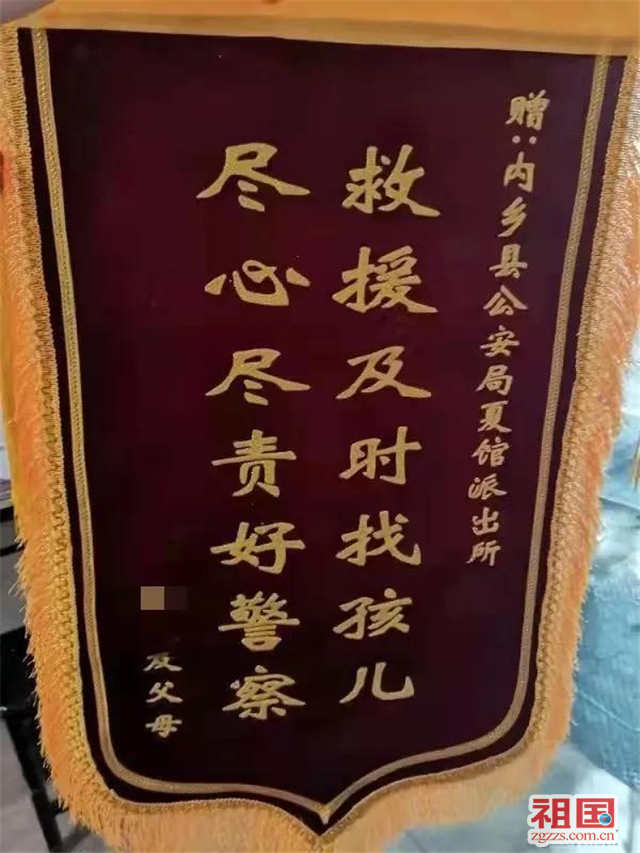 赠:内乡县公安局夏馆派出所
救援及时找孩儿
尽心尽责好警察
及父母
祖国
zgzzs.com.cn